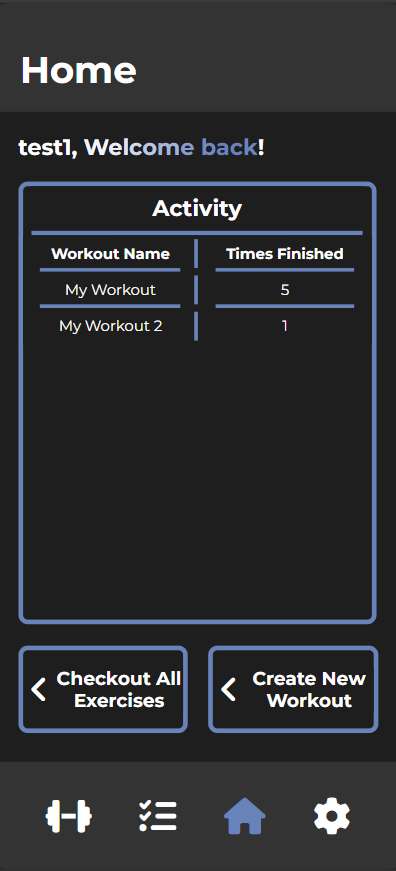 Home
test1, Welcome back!
Activity
Workout Name Times Finished
My Workout 5
My Workout 2 1
Checkout All
Exercises
Create New
Workout